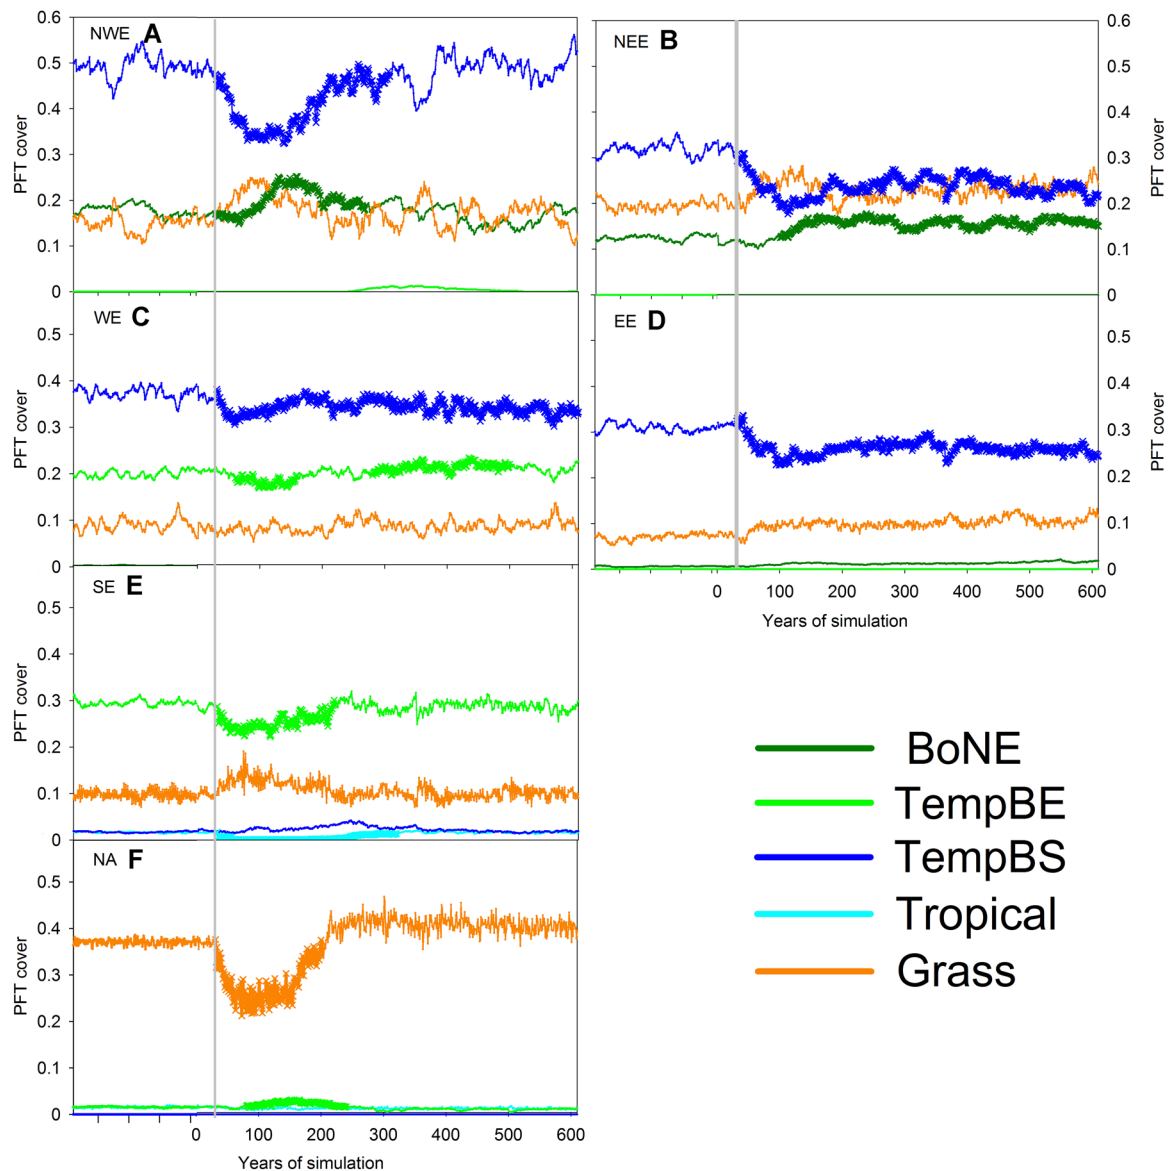 NWE A
PFT cover
0.6
0.5
0.4
0.3
0.2
0.1
0
NEE B
PFT cover
0.6
0.5
0.4
0.3
0.2
0.1
0
WE C
PFT cover
0.5
0.4
0.3
0.2
0.1
0
EE D
PFT cover
0.5
0.4
0.3
0.2
0.1
0
0 100 200 300 400 500 600
Years of simulation
SE E
PFT cover
0.5
0.4
0.3
0.2
0.1
0
NA F
PFT cover
0.5
0.4
0.3
0.2
0.1
0
0 100 200 300 400 500 600
Years of simulation
BoNE
TempBE
TempBS
Tropical
Grass